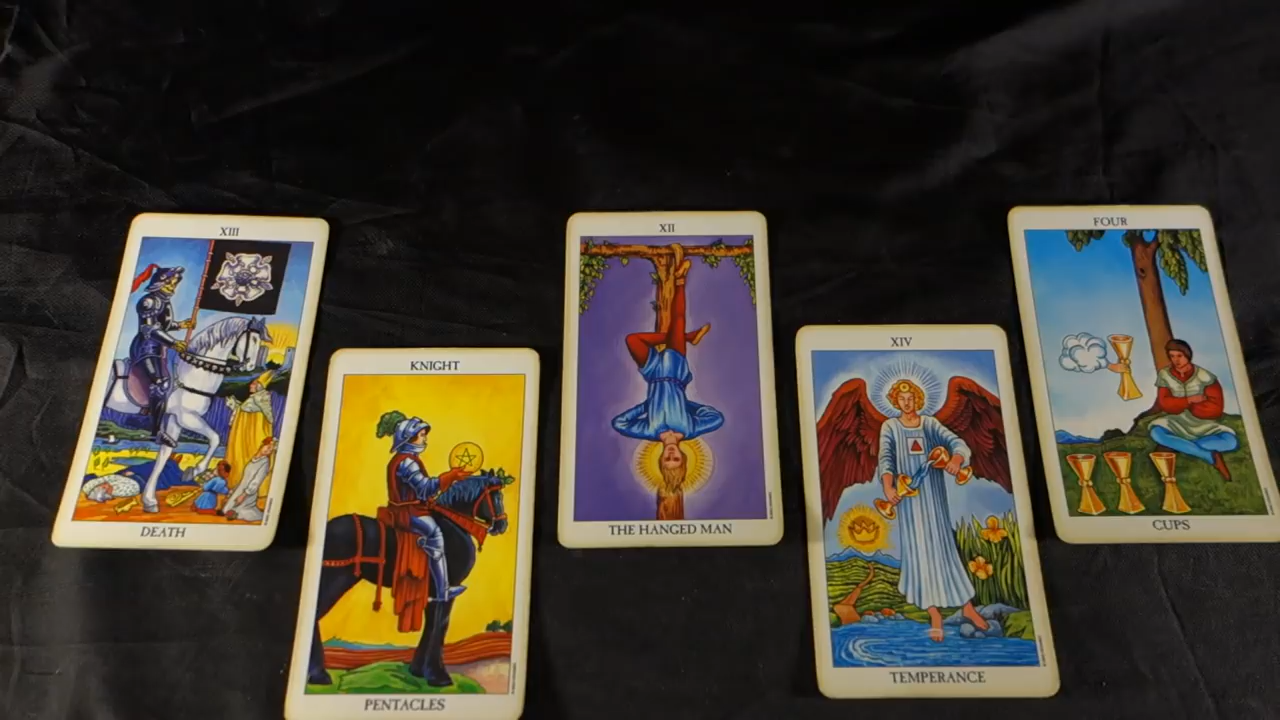 XIII
DEATH
KNIGHT
PENTACLES
XII
THE HANGED MAN
XIV
TEMPERANCE
FOUR
CUPS